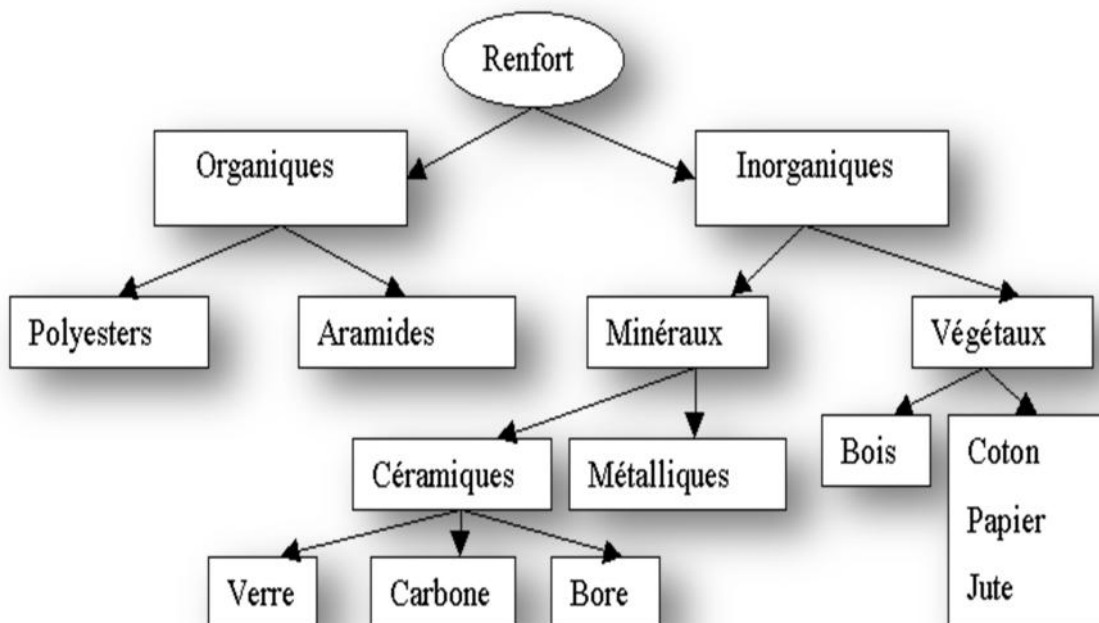 Renfort
Organiques
Inorganiques
Polyesters
Aramides
Minéraux
Végétaux
Céramiques
Métalliques
Bois
Coton
Papier
Jute
Verre
Carbone
Bore